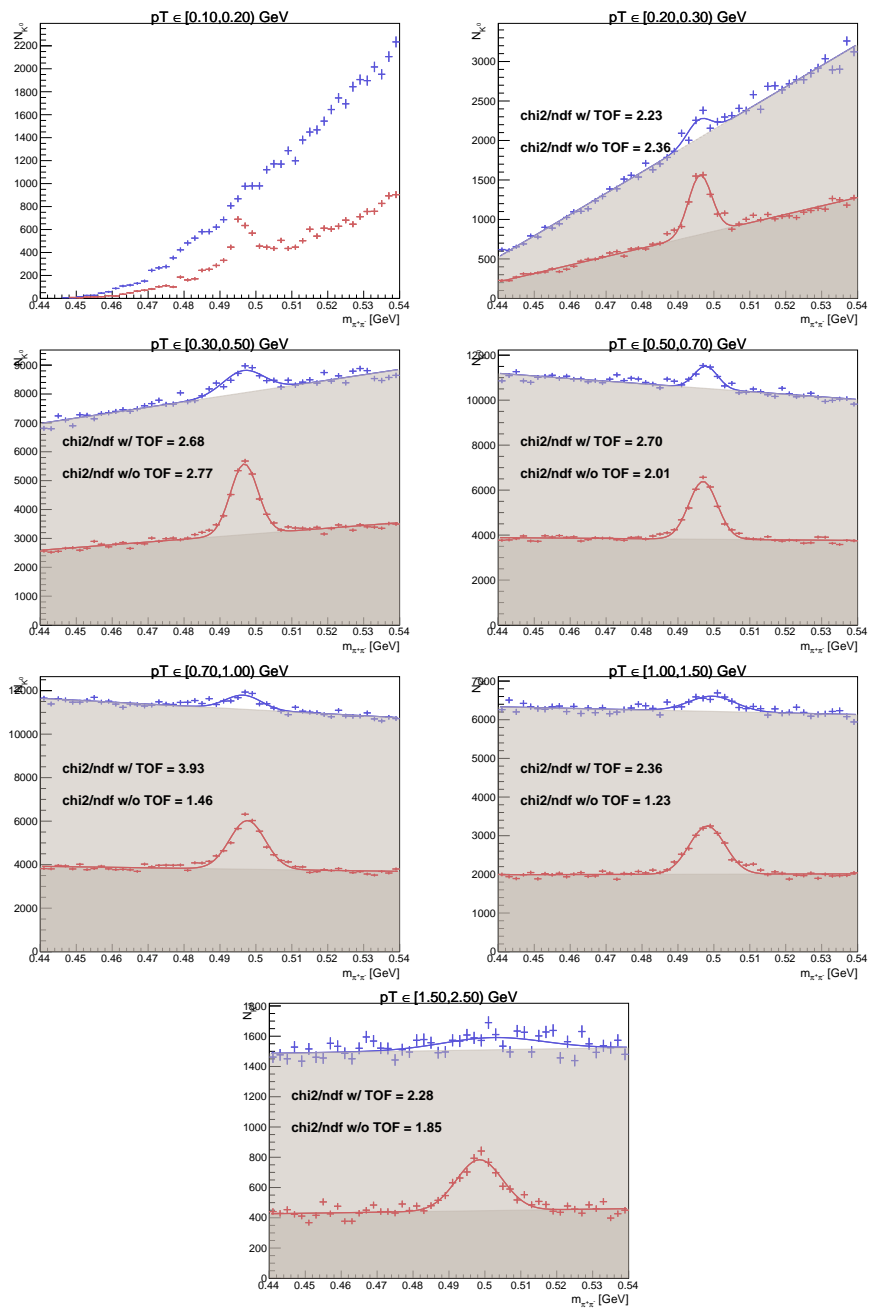 pT ∈ [0.10,0.20) GeV
N_K⁰
2200
2000
1800
1600
1400
1200
1000
800
600
400
200
0
0.44 0.45 0.46 0.47 0.48 0.49 0.5 0.51 0.52 0.53 0.54
m_π⁺π⁻ [GeV]
pT ∈ [0.20,0.30) GeV
N_K⁰
3000
2500
2000
1500
1000
500
0
chi2/ndf w/ TOF = 2.23
chi2/ndf w/o TOF = 2.36
0.44 0.45 0.46 0.47 0.48 0.49 0.5 0.51 0.52 0.53 0.54
m_π⁺π⁻ [GeV]
pT ∈ [0.30,0.50) GeV
N_K⁰
9000
8000
7000
6000
5000
4000
3000
2000
1000
0
chi2/ndf w/ TOF = 2.68
chi2/ndf w/o TOF = 2.77
0.44 0.45 0.46 0.47 0.48 0.49 0.5 0.51 0.52 0.53 0.54
m_π⁺π⁻ [GeV]
pT ∈ [0.50,0.70) GeV
12000
10000
8000
6000
4000
2000
0
chi2/ndf w/ TOF = 2.70
chi2/ndf w/o TOF = 2.01
0.44 0.45 0.46 0.47 0.48 0.49 0.5 0.51 0.52 0.53 0.54
m_π⁺π⁻ [GeV]
pT ∈ [0.70,1.00) GeV
N_K⁰
12000
10000
8000
6000
4000
2000
0
chi2/ndf w/ TOF = 3.93
chi2/ndf w/o TOF = 1.46
0.44 0.45 0.46 0.47 0.48 0.49 0.5 0.51 0.52 0.53 0.54
m_π⁺π⁻ [GeV]
pT ∈ [1.00,1.50) GeV
7000
6000
5000
4000
3000
2000
1000
0
chi2/ndf w/ TOF = 2.36
chi2/ndf w/o TOF = 1.23
0.44 0.45 0.46 0.47 0.48 0.49 0.5 0.51 0.52 0.53 0.54
m_π⁺π⁻ [GeV]
pT ∈ [1.50,2.50) GeV
1800
1600
1400
1200
1000
800
600
400
200
0
chi2/ndf w/ TOF = 2.28
chi2/ndf w/o TOF = 1.85
0.44 0.45 0.46 0.47 0.48 0.49 0.5 0.51 0.52 0.53 0.54
m_π⁺π⁻ [GeV]